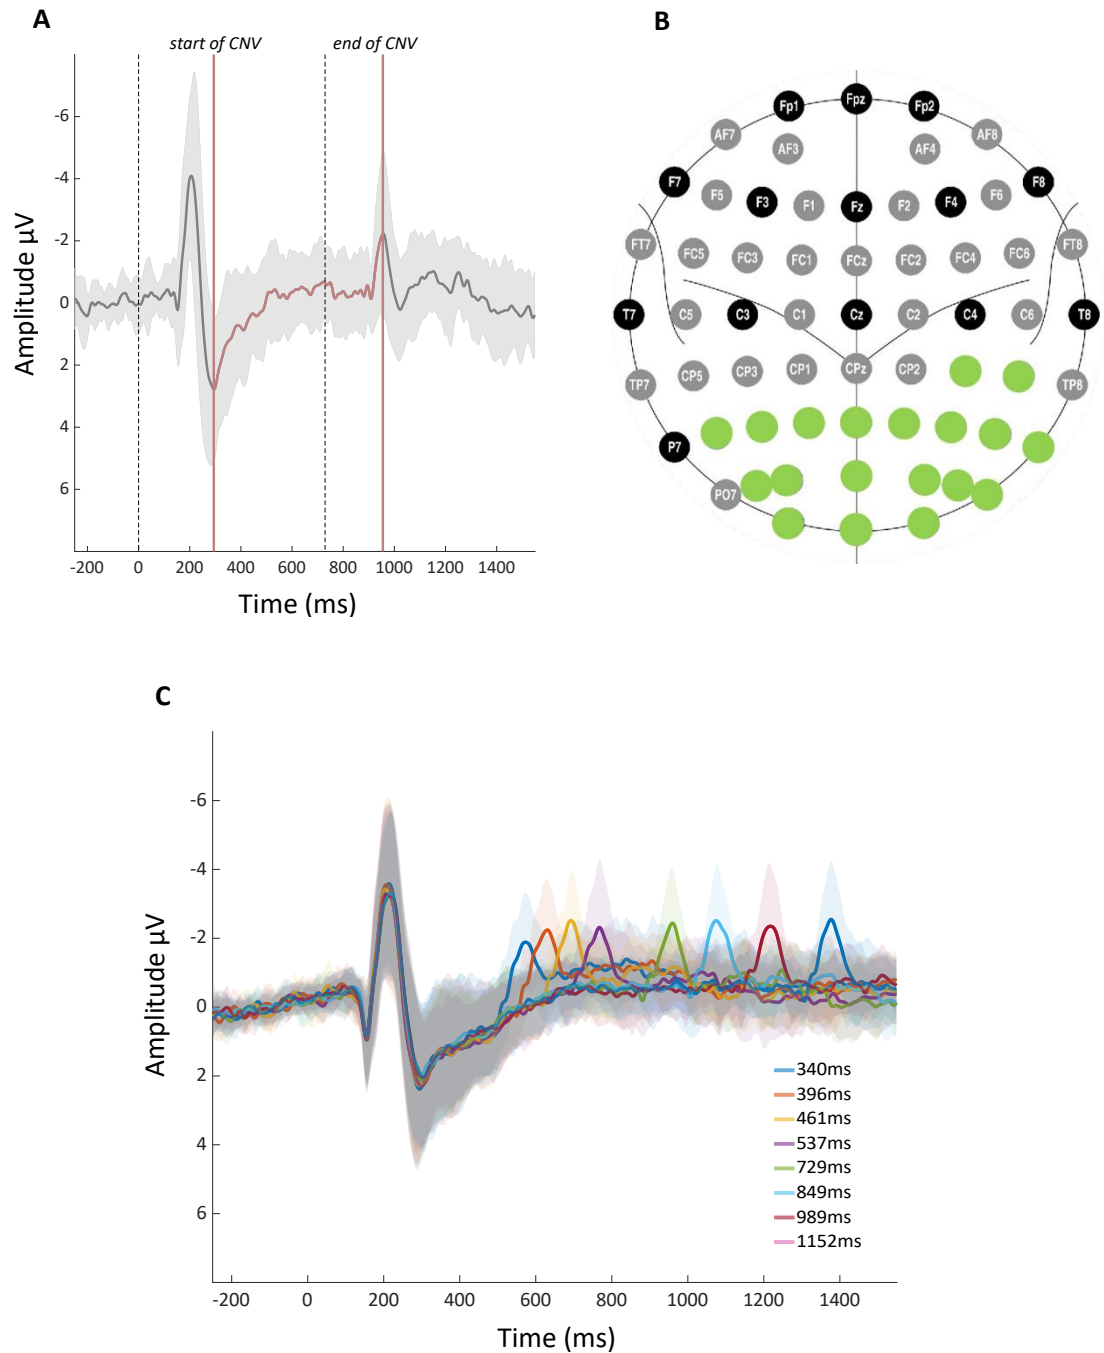 A
B
start of CNV
end of CNV
-6
-4
-2
0
2
4
6
Amplitude µV
-200 0 200 400 600 800 1000 1200 1400
Time (ms)
Fp1 Fpz Fp2
AF7 AF3 AF4 AF8
F7 F5 F3 F1 Fz F2 F4 F6 F8
FT7 FC5 FC3 FC1 FCz FC2 FC4 FC6 FT8
T7 C5 C3 C1 Cz C2 C4 C6 T8
TP7 CP5 CP3 CP1 CPz CP2 TP8
P7
PO7
C
-6
-4
-2
0
2
4
6
Amplitude µV
340ms
396ms
461ms
537ms
729ms
849ms
989ms
1152ms
-200 0 200 400 600 800 1000 1200 1400
Time (ms)